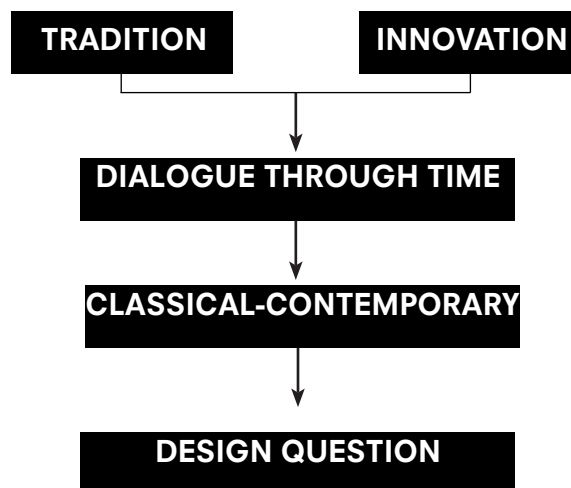 TRADITION
INNOVATION
DIALOGUE THROUGH TIME
CLASSICAL-CONTEMPORARY
DESIGN QUESTION